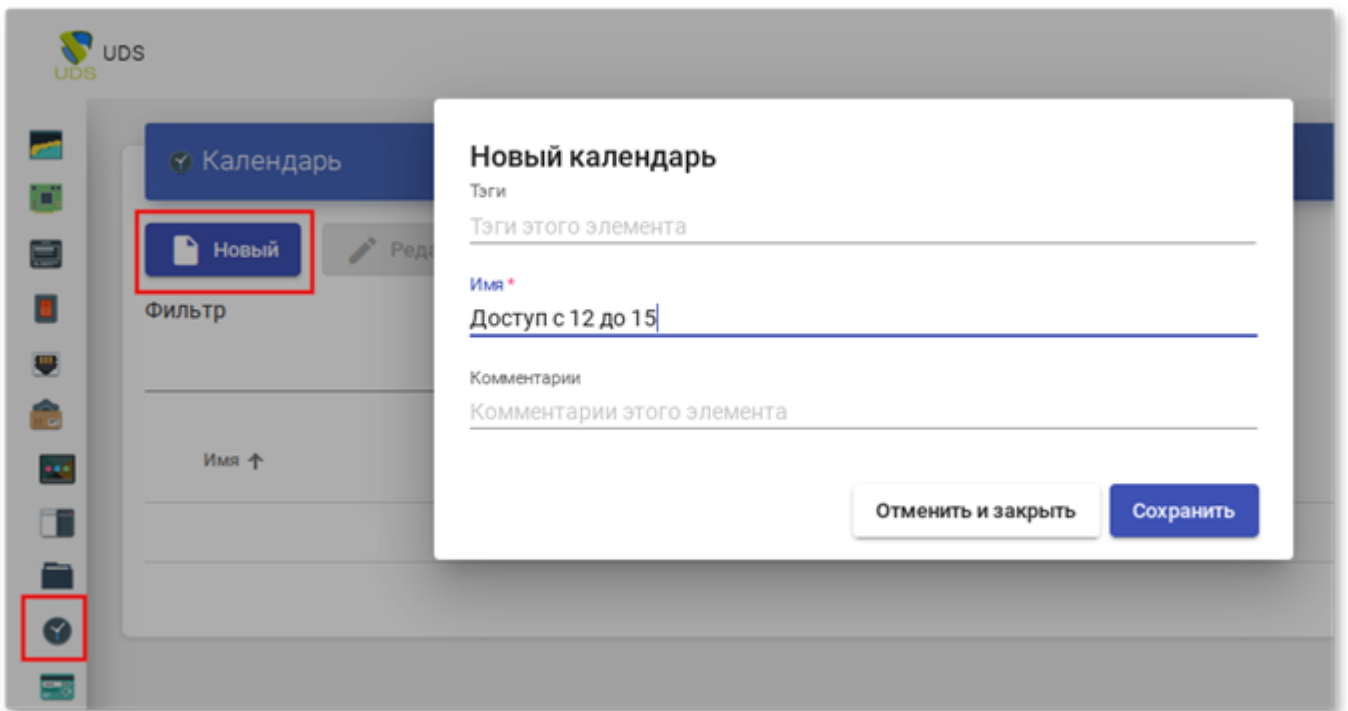 UDS
UDS
Календарь
Новый
Реда
Фильтр
Имя
Новый календарь
Тэги
Тэги этого элемента
Имя *
Доступ с 12 до 15
Комментарии
Комментарии этого элемента
Отменить и закрыть
Сохранить